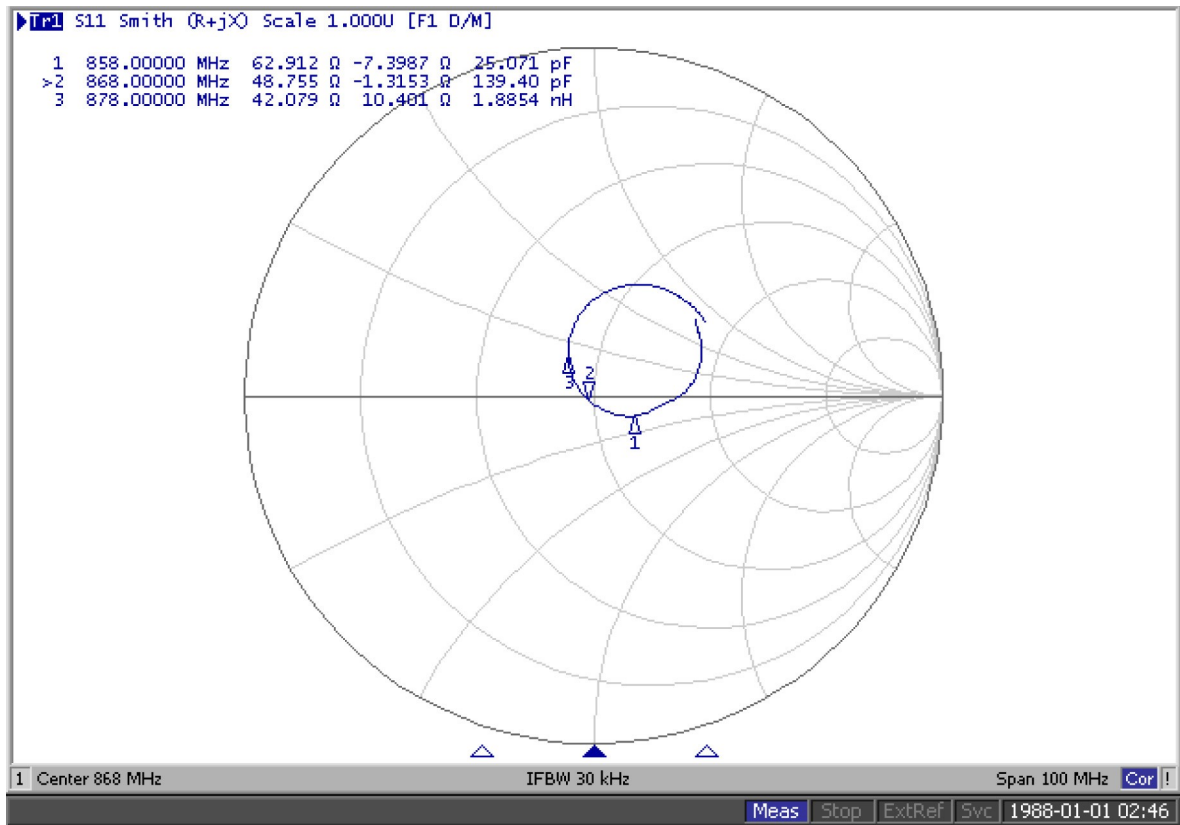 Tr1 S11 Smith (R+jX) Scale 1.000U [F1 D/M]
1 858.00000 MHz 62.912 Ω -7.3987 Ω 25.071 pF
>2 868.00000 MHz 48.755 Ω -1.3153 Ω 139.40 pF
3 878.00000 MHz 42.079 Ω 10.401 Ω 1.8854 nH
2
3
1
1 Center 868 MHz IFBW 30 kHz Span 100 MHz Cor !
Meas Stop ExtRef Svc 1988-01-01 02:46